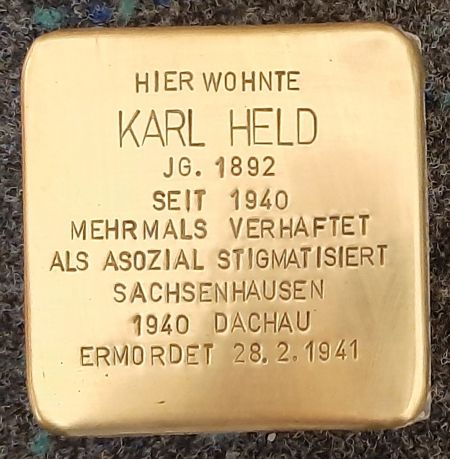 HIER WOHNTE
KARL HELD
JG. 1892
SEIT 1940
MEHRMALS VERHAFTET
ALS ASOZIAL STIGMATISIERT
SACHSENHAUSEN
1940 DACHAU
ERMORDET 28.2.1941